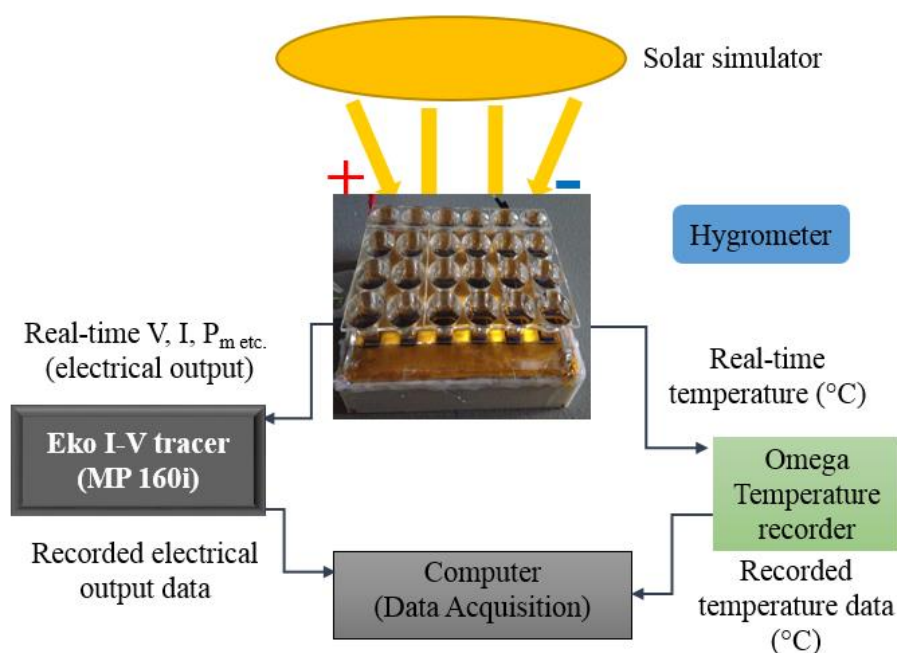 Solar simulator
+
-
Hygrometer
Real-time V, I, Pm etc.
(electrical output)
Real-time
temperature (°C)
Eko I-V tracer
(MP 160i)
Omega
Temperature
recorder
Recorded electrical
output data
Computer
(Data Acquisition)
Recorded
temperature data
(°C)